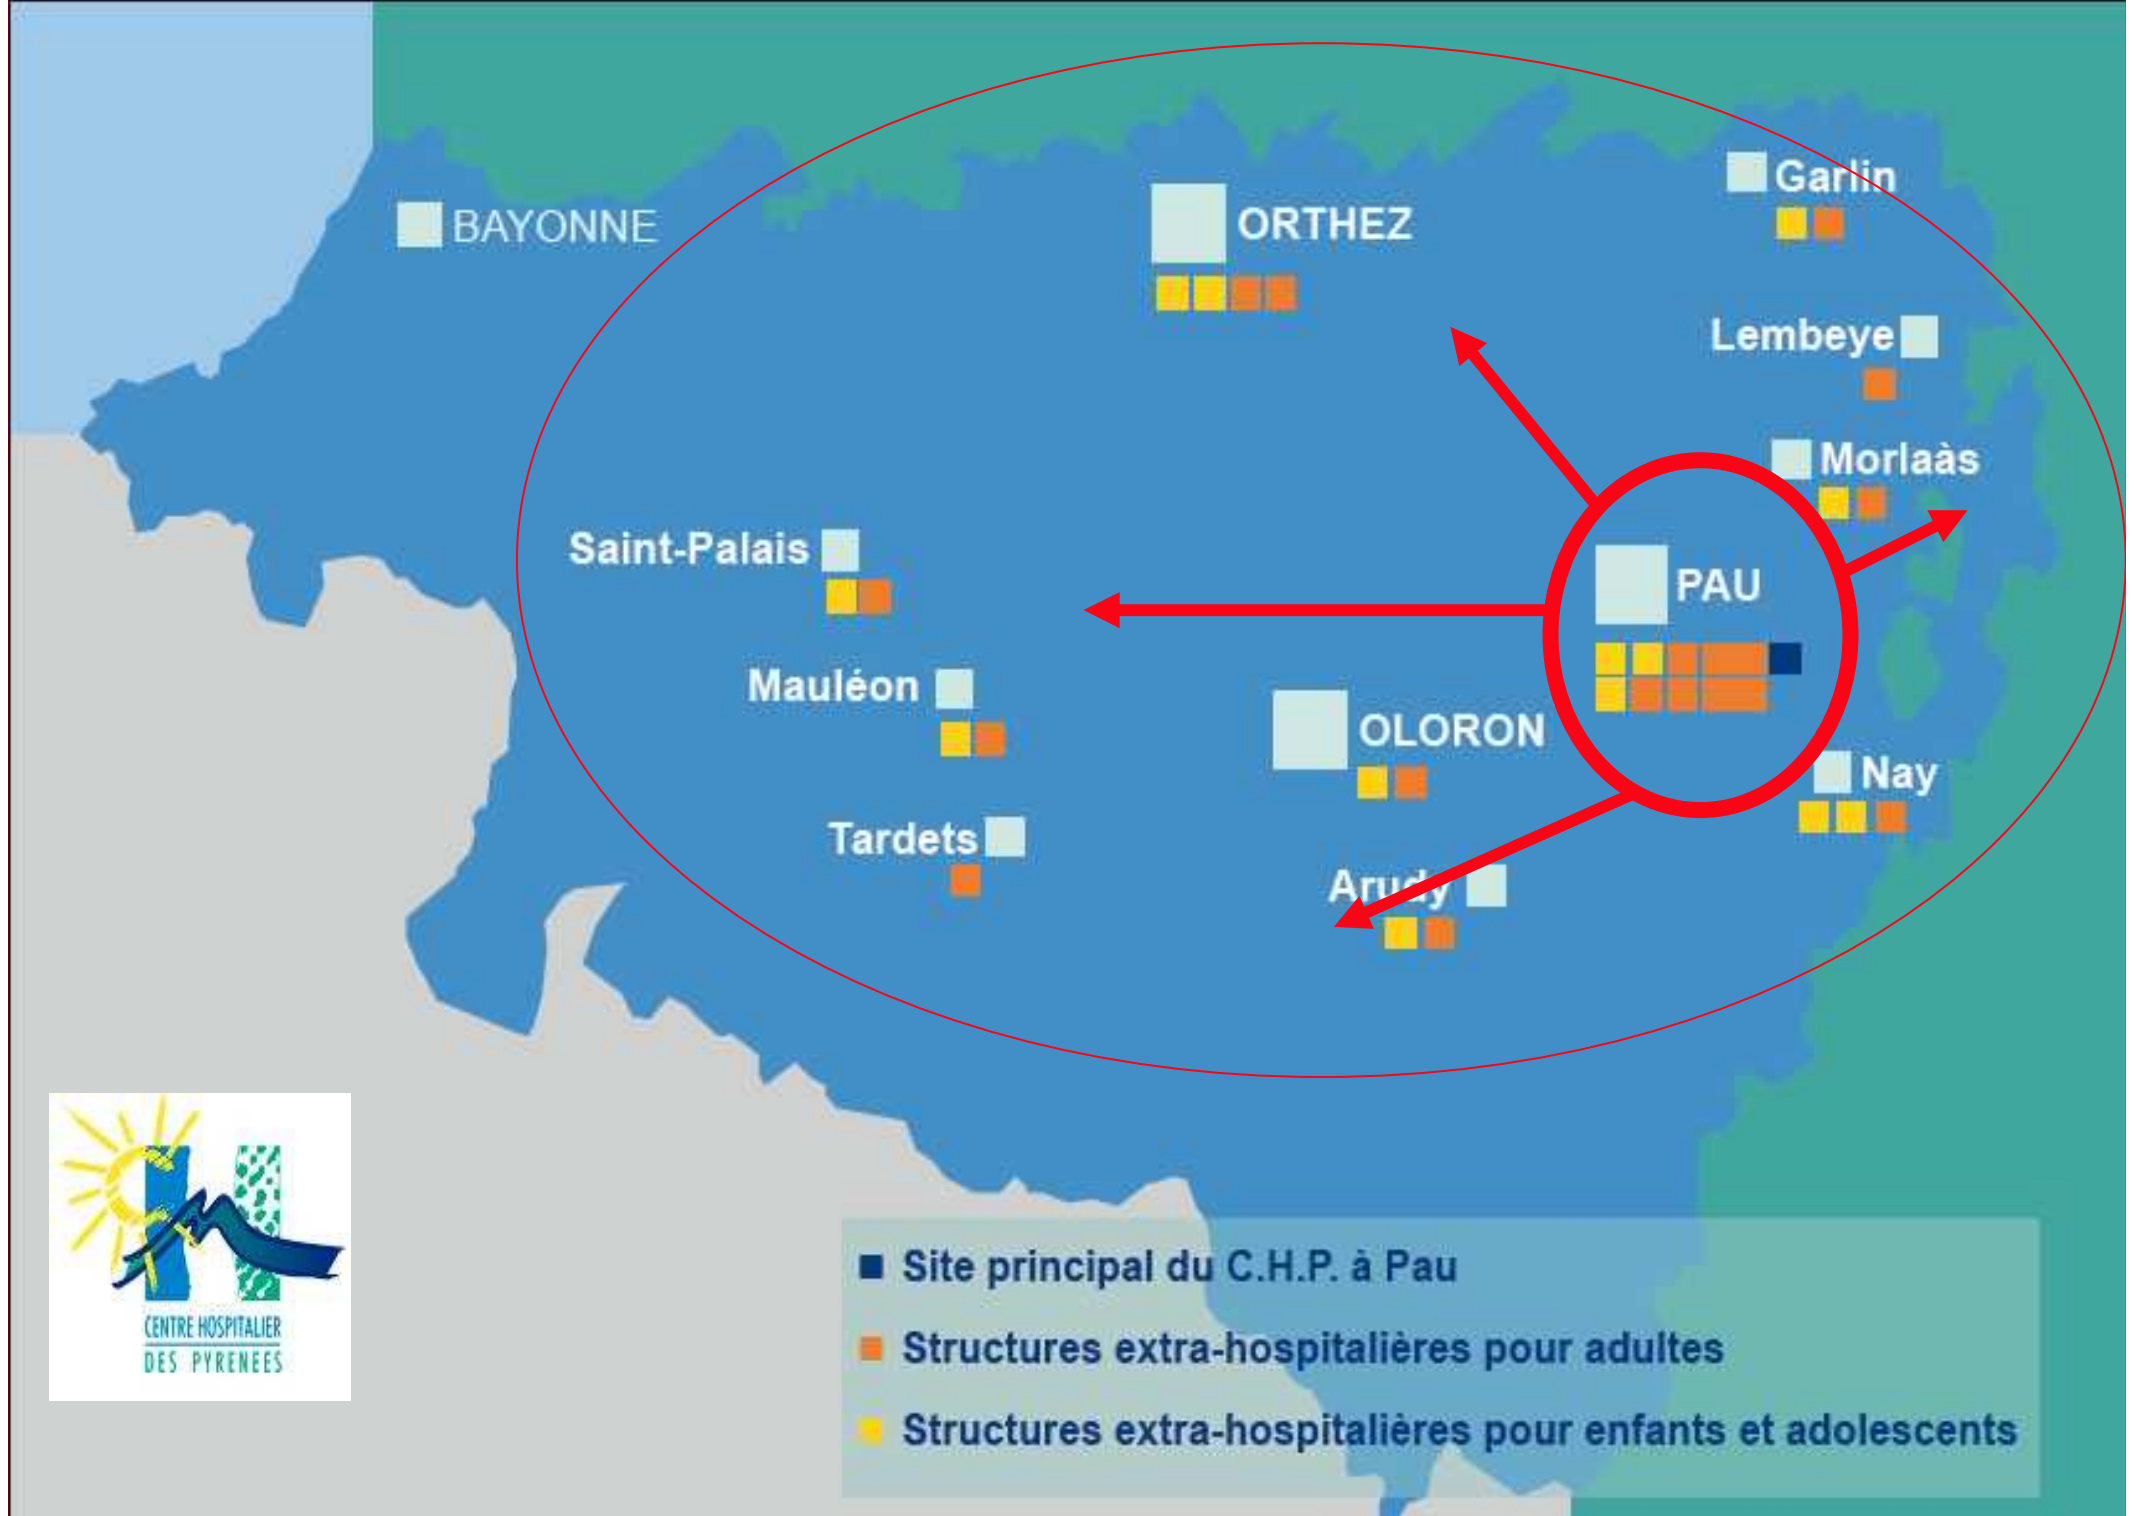 Garlin
BAYONNE
ORTHEZ
Lembeye
Morlaàs
Saint-Palais
PAU
Mauléon
OLORON
Nay
Tardets
Arudy
Site principal du C.H.P. à Pau
Structures extra-hospitalières pour adultes
Structures extra-hospitalières pour enfants et adolescents
CENTRE HOSPITALIER
DES PYRENEES